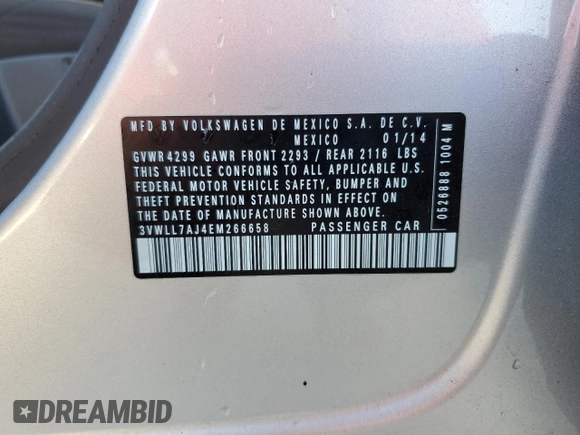 MFD BY VOLKSWAGEN DE MEXICO S.A. DE C.V.
MEXICO 01/14
GVWR 4299 GAWR FRONT 2293 / REAR 2116 LBS
THIS VEHICLE CONFORMS TO ALL APPLICABLE U.S.
FEDERAL MOTOR VEHICLE SAFETY, BUMPER AND
THEFT PREVENTION STANDARDS IN EFFECT ON
THE DATE OF MANUFACTURE SHOWN ABOVE.
3VWLL7AJ4EM266658 PASSENGER CAR
0526888 1004 M
DREAMBID